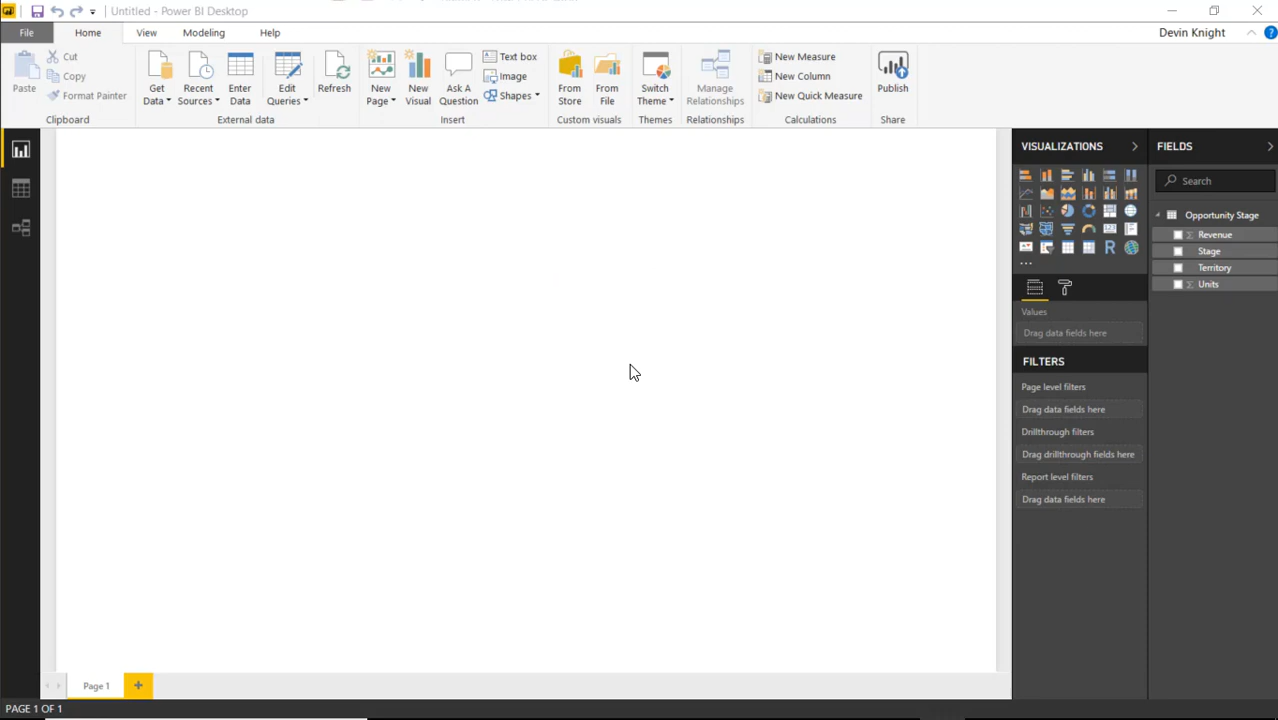 Untitled - Power BI Desktop
File Home View Modeling Help Devin Knight ?
Paste
Cut
Copy
Format Painter
Clipboard
Get Data
Recent Sources
Enter Data
Edit Queries
Refresh
External data
New Page
New Visual
Ask A Question
Text box
Image
Shapes
Insert
From Store
From File
Custom visuals
Switch Theme
Themes
Manage Relationships
Relationships
New Measure
New Column
New Quick Measure
Calculations
Publish
Share
VISUALIZATIONS
R
Values
Drag data fields here
FILTERS
Page level filters
Drag data fields here
Drillthrough filters
Drag drillthrough fields here
Report level filters
Drag data fields here
FIELDS
Search
Opportunity Stage
Σ Revenue
Stage
Territory
Σ Units
Page 1
PAGE 1 OF 1